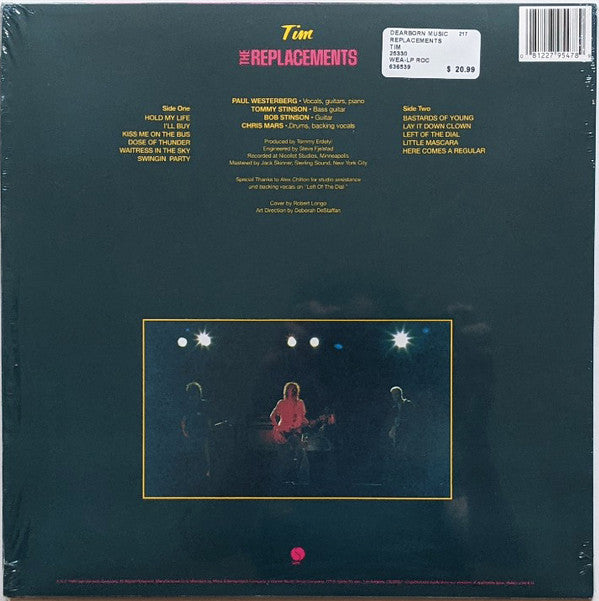 Tim
THE REPLACEMENTS
DEARBORN MUSIC 217
REPLACEMENTS
TIM
25330
WEA-LP ROC
636539 $ 20.99
0 81227 95478
Side One
HOLD MY LIFE
I'LL BUY
KISS ME ON THE BUS
DOSE OF THUNDER
WAITRESS IN THE SKY
SWINGIN PARTY
PAUL WESTERBERG • Vocals, guitars, piano
TOMMY STINSON • Bass guitar
BOB STINSON • Guitar
CHRIS MARS • Drums, backing vocals
Produced by Tommy Erdelyi
Engineered by Steve Fjelstad
Recorded at Nicollet Studios, Minneapolis
Mastered by Jack Skinner, Sterling Sound, New York City
Special Thanks to Alex Chilton for studio assistance
and backing vocals on "Left Of The Dial."
Cover by Robert Longo
Art Direction by Deborah DeStaffan
Side Two
BASTARDS OF YOUNG
LAY IT DOWN CLOWN
LEFT OF THE DIAL
LITTLE MASCARA
HERE COMES A REGULAR